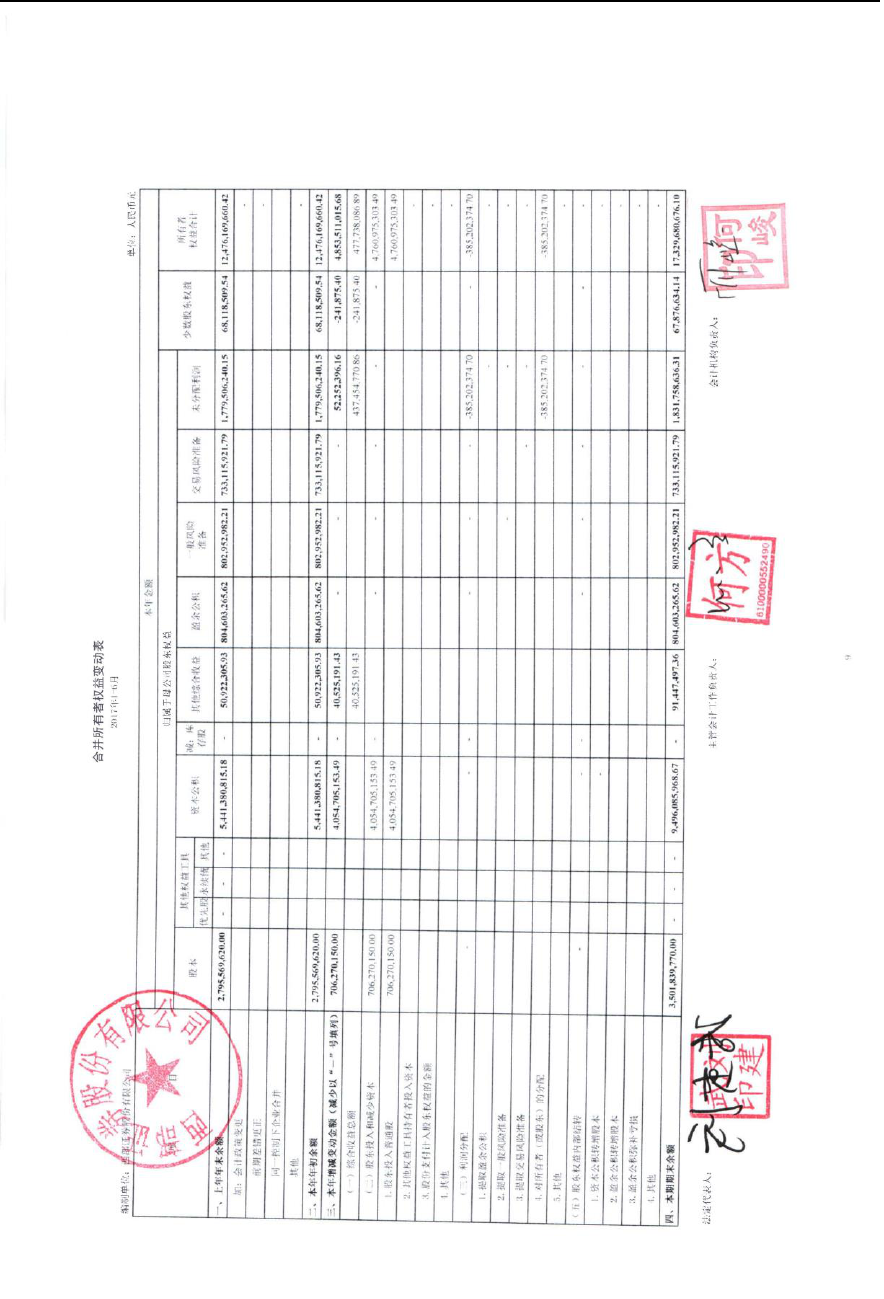 合并所有者权益变动表
2017年1-6月
编制单位：西部证券股份有限公司
单位：人民币元
本年金额
归属于母公司股东权益
少数股东权益
所有者权益合计
股本
其他权益工具
优先股 永续债 其他
资本公积
减：库存股
其他综合收益
盈余公积
一般风险准备
交易风险准备
未分配利润
一、上年年末余额 2,795,569,620.00 - - - 5,441,380,815.18 - 50,922,305.93 804,603,265.62 802,952,982.21 733,115,921.79 1,779,506,240.15 68,118,509.54 12,476,169,660.42
加：会计政策变更 -
前期差错更正 -
同一控制下企业合并
其他 -
二、本年年初余额 2,795,569,620.00 5,441,380,815.18 - 50,922,305.93 804,603,265.62 802,952,982.21 733,115,921.79 1,779,506,240.15 68,118,509.54 12,476,169,660.42
三、本年增减变动金额（减少以“－”号填列） 706,270,150.00 4,054,705,153.49 - 40,525,191.43 - - - 52,252,396.16 -241,875.40 4,853,511,015.68
（一）综合收益总额 40,525,191.43 437,454,770.86 -241,875.40 477,738,086.89
（二）股东投入和减少资本 706,270,150.00 4,054,705,153.49 - - - - - - 4,760,975,303.49
1.股东投入普通股 706,270,150.00 4,054,705,153.49 4,760,975,303.49
2.其他权益工具持有者投入资本 -
3.股份支付计入股东权益的金额 -
4.其他 -
（三）利润分配 - - - - - - -385,202,374.70 - -385,202,374.70
1.提取盈余公积 - -
2.提取一般风险准备 - - -
3.提取交易风险准备 - - -
4.对所有者（或股东）的分配 -385,202,374.70 -385,202,374.70
5.其他 -
（五）股东权益内部结转 - - - - - - - - -
1.资本公积转增股本 - -
2.盈余公积转增股本 -
3.盈余公积弥补亏损 -
4.其他 -
四、本期期末余额 3,501,839,770.00 - - - 9,496,085,968.67 - 91,447,497.36 804,603,265.62 802,952,982.21 733,115,921.79 1,831,758,636.31 67,876,634.14 17,329,680,676.10
法定代表人：
主管会计工作负责人：
会计机构负责人：
何方
6100000552490
何峻印
9